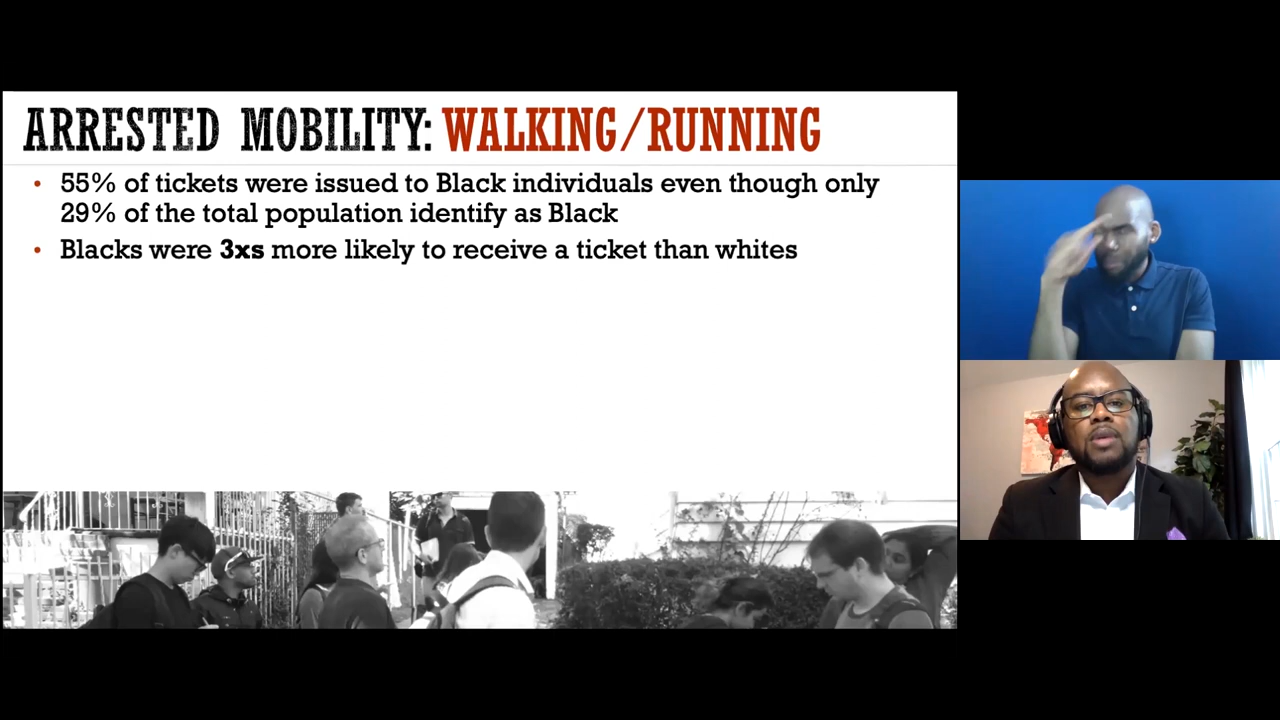 ARRESTED MOBILITY: WALKING/RUNNING
• 55% of tickets were issued to Black individuals even though only
29% of the total population identify as Black
• Blacks were 3xs more likely to receive a ticket than whites